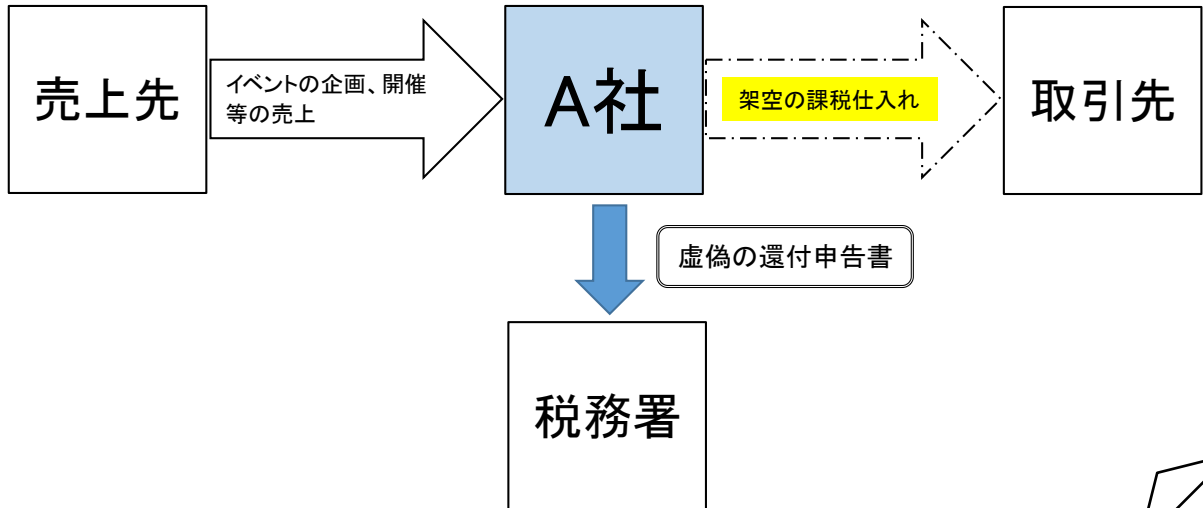 売上先
イベントの企画、開催
等の売上
A社
架空の課税仕入れ
取引先
虚偽の還付申告書
税務署